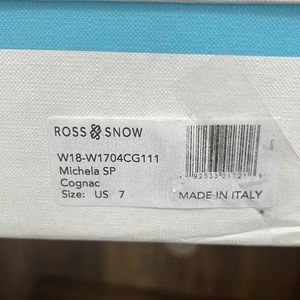 ROSS & SNOW
W18-W1704CG111
Michela SP
Cognac
Size: US 7
MADE IN ITALY